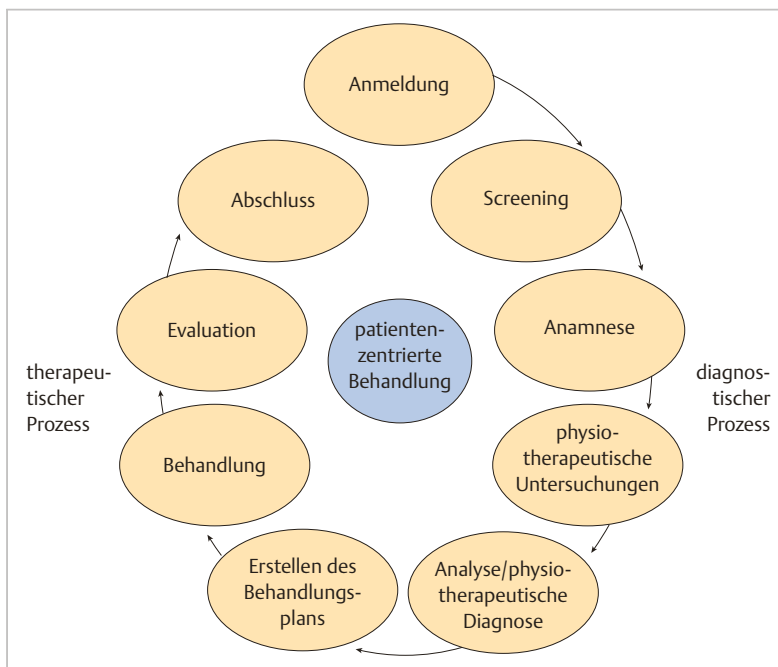 Anmeldung
Screening
Anamnese
physio-
therapeutische
Untersuchungen
Analyse/physio-
therapeutische
Diagnose
Erstellen des
Behandlungs-
plans
Behandlung
Evaluation
Abschluss
patienten-
zentrierte
Behandlung
therapeu-
tischer
Prozess
diagnos-
tischer
Prozess